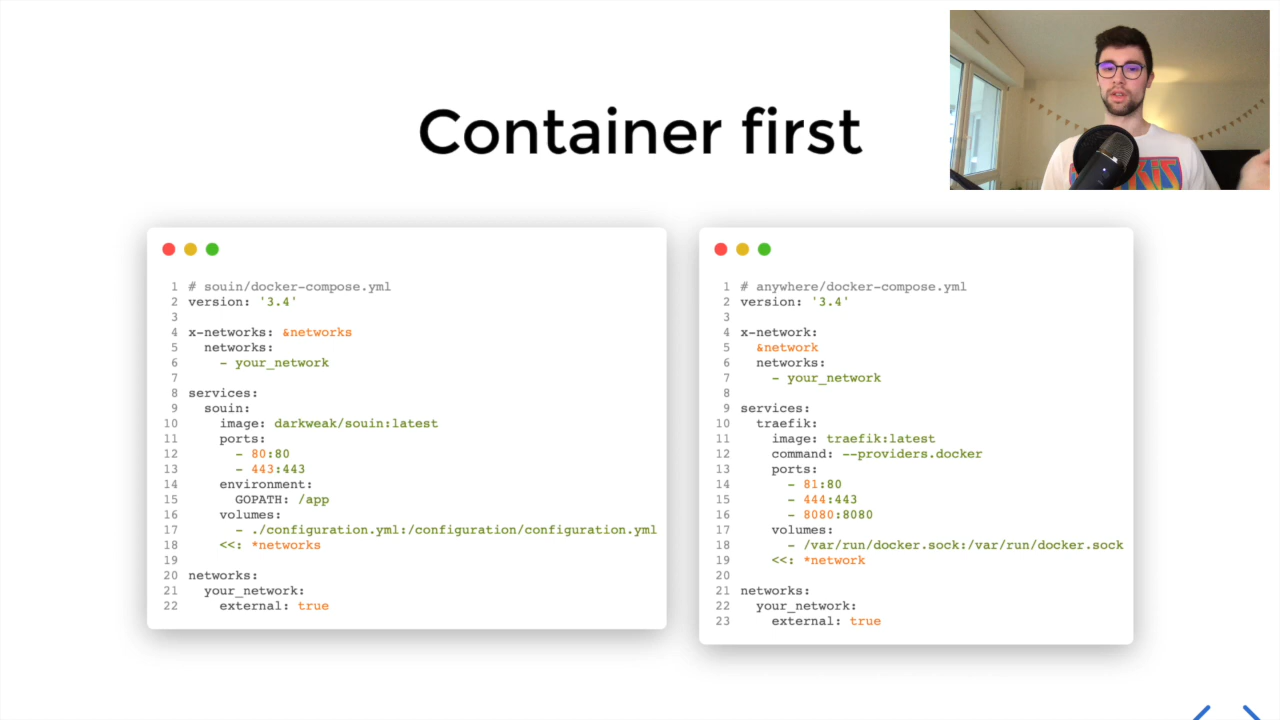 Container first
1 # souin/docker-compose.yml
2 version: '3.4'
3
4 x-networks: &networks
5   networks:
6     - your_network
7
8 services:
9   souin:
10     image: darkweak/souin:latest
11     ports:
12       - 80:80
13       - 443:443
14     environment:
15       GOPATH: /app
16     volumes:
17       - ./configuration.yml:/configuration/configuration.yml
18     <<: *networks
19
20 networks:
21   your_network:
22     external: true
1 # anywhere/docker-compose.yml
2 version: '3.4'
3
4 x-network:
5   &network
6   networks:
7     - your_network
8
9 services:
10   traefik:
11     image: traefik:latest
12     command: --providers.docker
13     ports:
14       - 81:80
15       - 444:443
16       - 8080:8080
17     volumes:
18       - /var/run/docker.sock:/var/run/docker.sock
19     <<: *network
20
21 networks:
22   your_network:
23     external: true